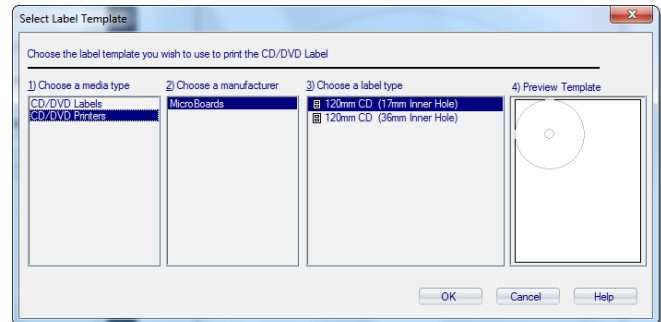 Select Label Template
Choose the label template you wish to use to print the CD/DVD Label
1) Choose a media type
CD/DVD Labels
CD/DVD Printers
2) Choose a manufacturer
MicroBoards
3) Choose a label type
120mm CD (17mm Inner Hole)
120mm CD (36mm Inner Hole)
4) Preview Template
OK
Cancel
Help